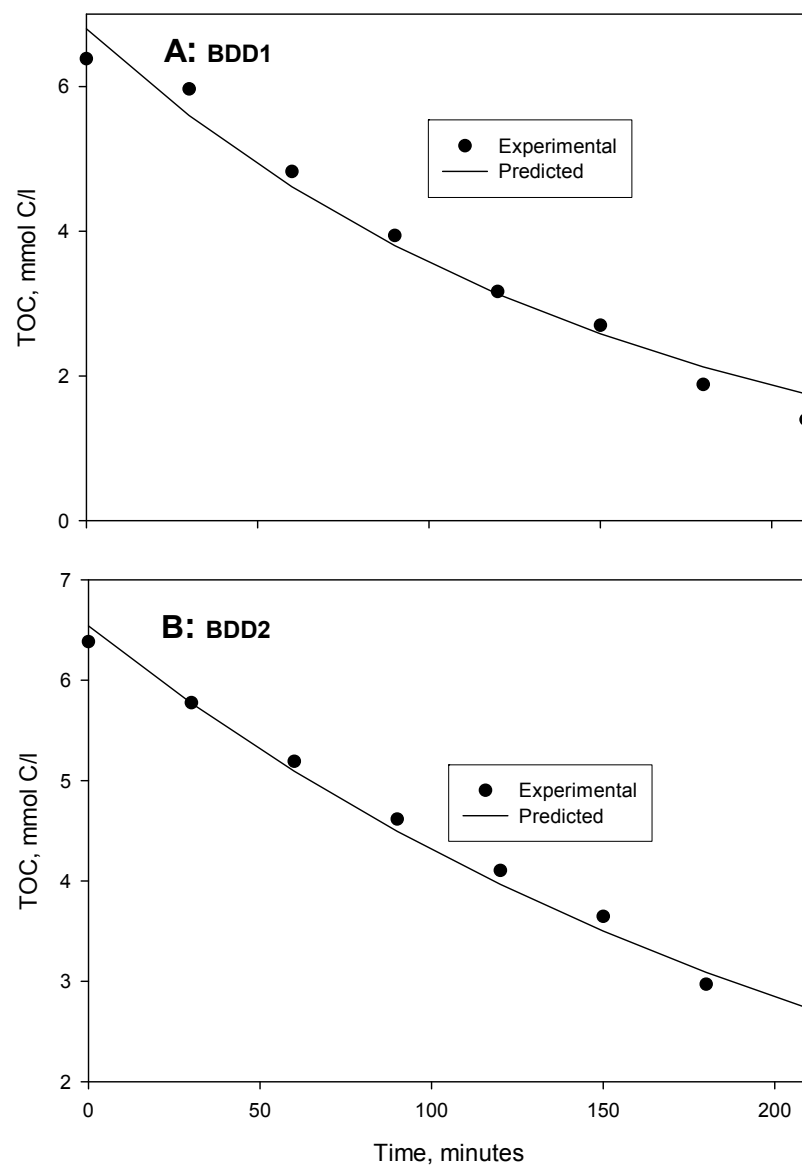 A: BDD1
6
4
2
0
TOC, mmol C/l
Experimental
Predicted
B: BDD2
7
6
5
4
3
2
TOC, mmol C/l
Experimental
Predicted
0 50 100 150 200
Time, minutes